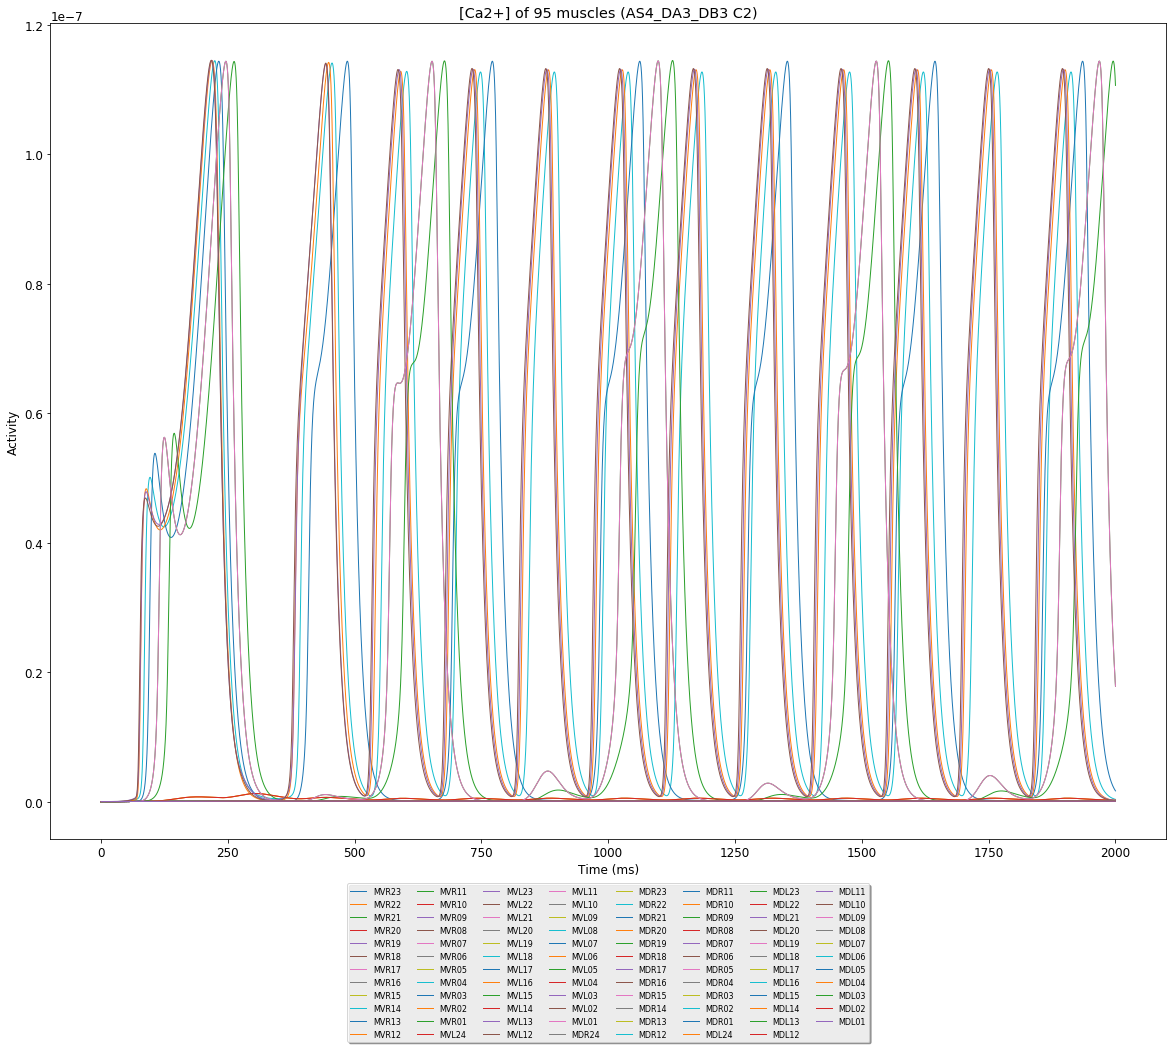 [Ca2+] of 95 muscles (AS4_DA3_DB3 C2)
1e−7
1.2
1.0
0.8
0.6
0.4
0.2
0.0
Activity
0 250 500 750 1000 1250 1500 1750 2000
Time (ms)
MVR23 MVR11 MVL23 MVL11 MDR23 MDR11 MDL23 MDL11
MVR22 MVR10 MVL22 MVL10 MDR22 MDR10 MDL22 MDL10
MVR21 MVR09 MVL21 MVL09 MDR21 MDR09 MDL21 MDL09
MVR20 MVR08 MVL20 MVL08 MDR20 MDR08 MDL20 MDL08
MVR19 MVR07 MVL19 MVL07 MDR19 MDR07 MDL19 MDL07
MVR18 MVR06 MVL18 MVL06 MDR18 MDR06 MDL18 MDL06
MVR17 MVR05 MVL17 MVL05 MDR17 MDR05 MDL17 MDL05
MVR16 MVR04 MVL16 MVL04 MDR16 MDR04 MDL16 MDL04
MVR15 MVR03 MVL15 MVL03 MDR15 MDR03 MDL15 MDL03
MVR14 MVR02 MVL14 MVL02 MDR14 MDR02 MDL14 MDL02
MVR13 MVR01 MVL13 MVL01 MDR13 MDR01 MDL13 MDL01
MVR12 MVL24 MVL12 MDR24 MDR12 MDL24 MDL12